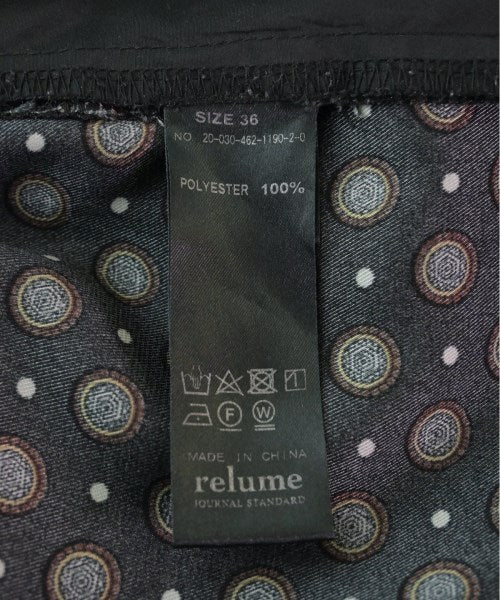 SIZE 36
NO. 20-030-462-1190-2-0
POLYESTER 100%
F W
MADE IN CHINA
relume
JOURNAL STANDARD